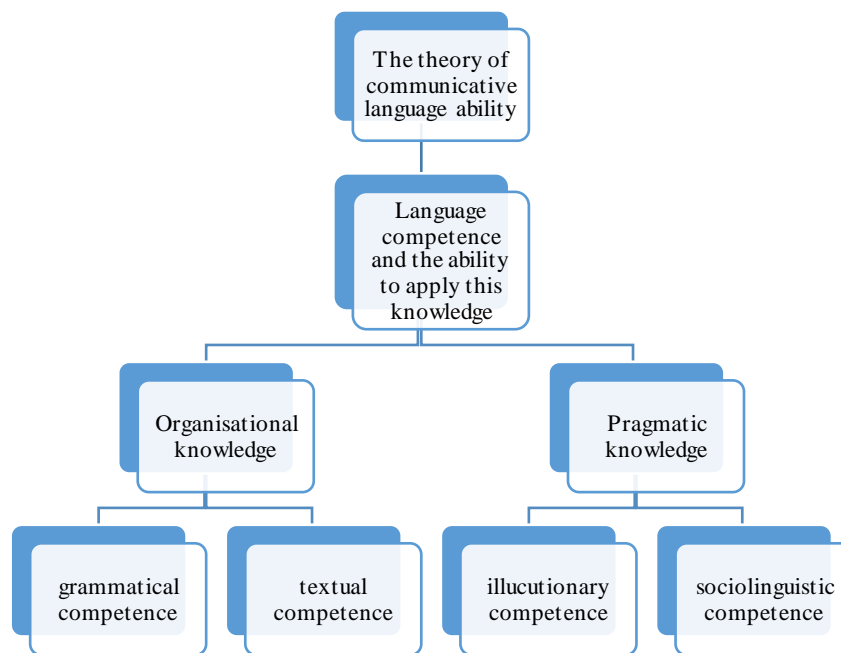 The theory of
communicative
language ability
Language
competence
and the ability
to apply this
knowledge
Organisational
knowledge
Pragmatic
knowledge
grammatical
competence
textual
competence
illucutionary
competence
sociolinguistic
competence